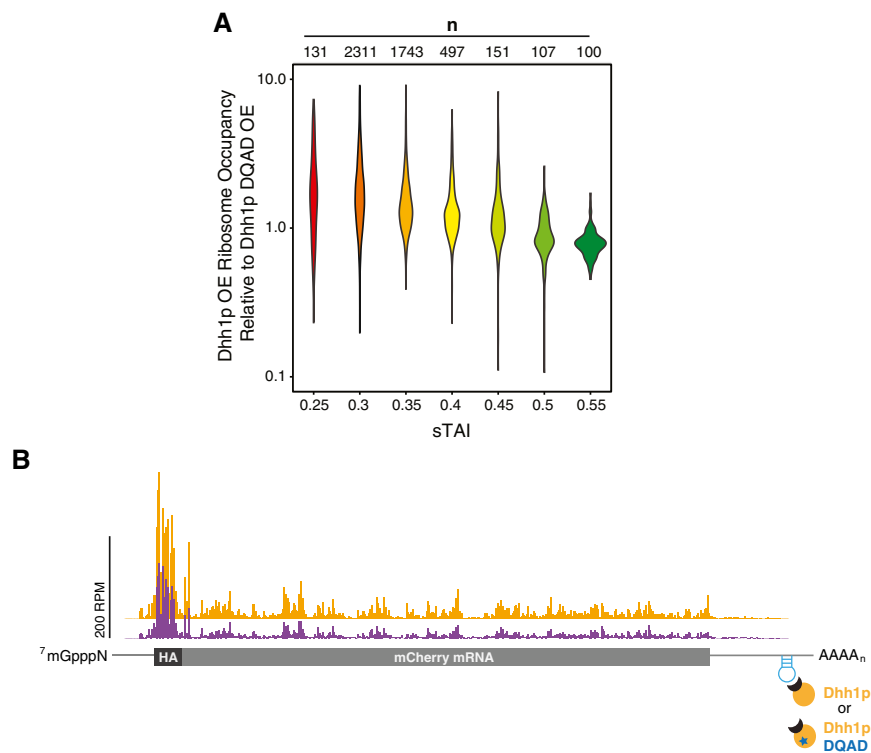 A
n
131 2311 1743 497 151 107 100
Dhh1p OE Ribosome Occupancy
Relative to Dhh1p DQAD OE
10.0
1.0
0.1
0.25 0.3 0.35 0.4 0.45 0.5 0.55
sTAI
B
200 RPM
7mGpppN HA mCherry mRNA AAAAn
Dhh1p
or
Dhh1p
DQAD